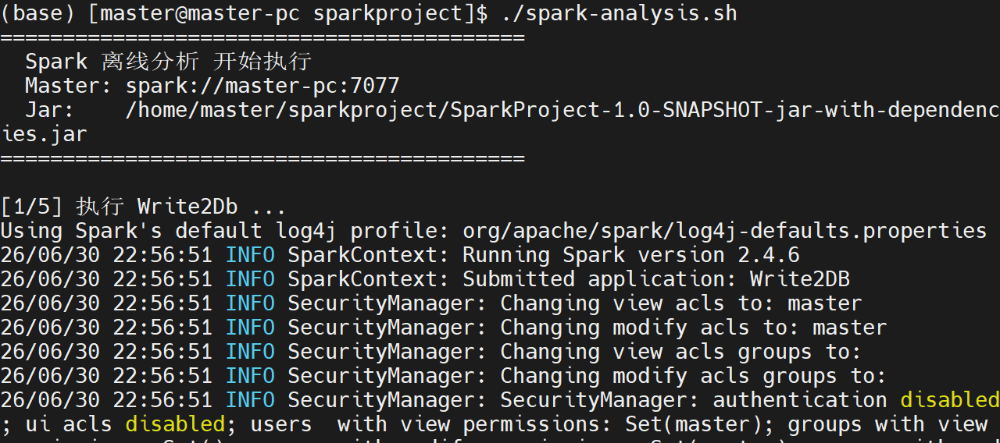 (base) [master@master-pc sparkproject]$ ./spark-analysis.sh
==========================================
  Spark 离线分析 开始执行
  Master: spark://master-pc:7077
  Jar:    /home/master/sparkproject/SparkProject-1.0-SNAPSHOT-jar-with-dependenc
ies.jar
==========================================

[1/5] 执行 Write2Db ...
Using Spark's default log4j profile: org/apache/spark/log4j-defaults.properties
26/06/30 22:56:51 INFO SparkContext: Running Spark version 2.4.6
26/06/30 22:56:51 INFO SparkContext: Submitted application: Write2DB
26/06/30 22:56:51 INFO SecurityManager: Changing view acls to: master
26/06/30 22:56:51 INFO SecurityManager: Changing modify acls to: master
26/06/30 22:56:51 INFO SecurityManager: Changing view acls groups to:
26/06/30 22:56:51 INFO SecurityManager: Changing modify acls groups to:
26/06/30 22:56:51 INFO SecurityManager: SecurityManager: authentication disabled
; ui acls disabled; users  with view permissions: Set(master); groups with view